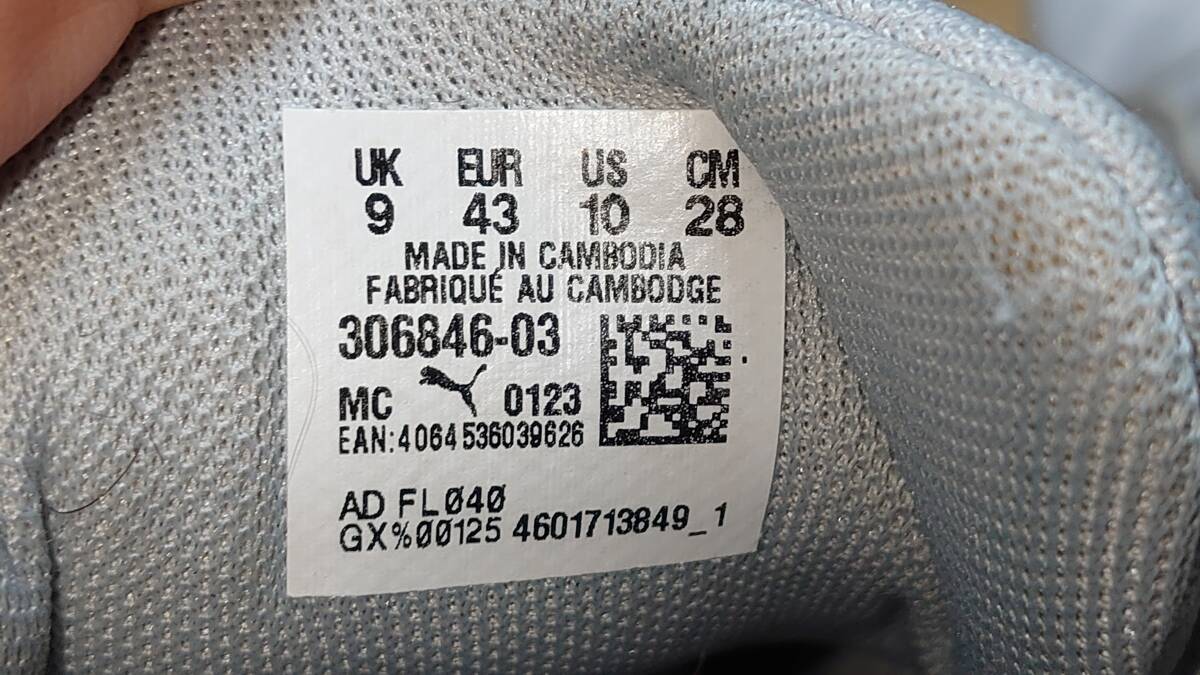 UK EUR US CM
9 43 10 28
MADE IN CAMBODIA
FABRIQUÉ AU CAMBODGE
306846-03
MC 0123
EAN:4064536039626
AD FLØ40
GX%ØØ125 4601713849_1